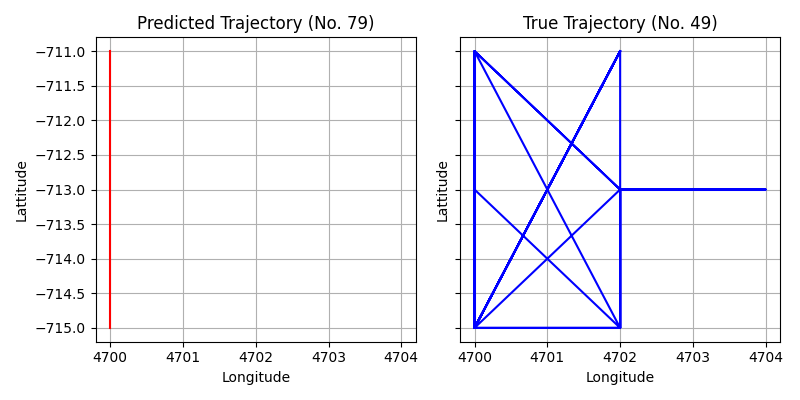 Predicted Trajectory (No. 79)
True Trajectory (No. 49)
Lattitude
−711.0
−711.5
−712.0
−712.5
−713.0
−713.5
−714.0
−714.5
−715.0
4700 4701 4702 4703 4704
Longitude
Lattitude
4700 4701 4702 4703 4704
Longitude